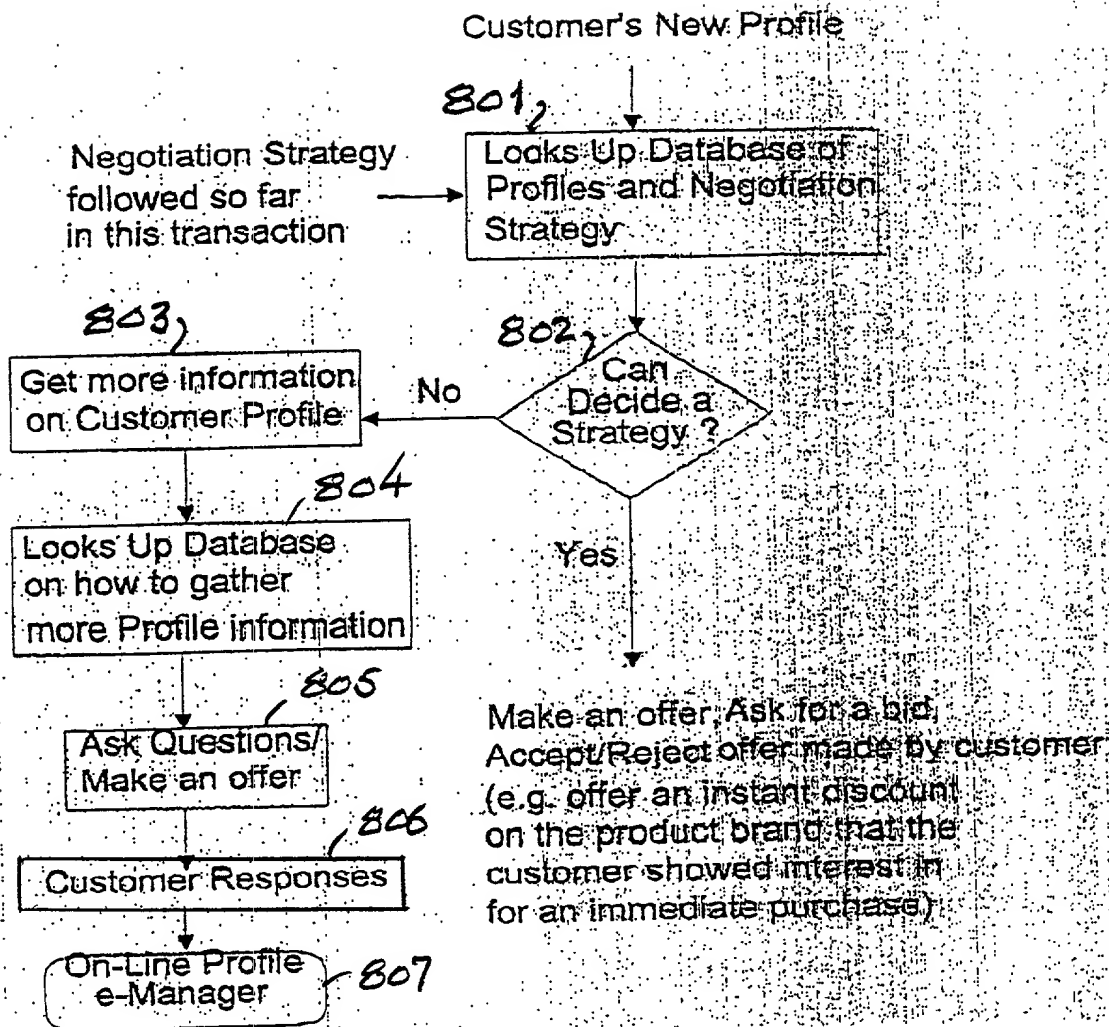 Customer's New Profile
801
Negotiation Strategy
followed so far
in this transaction
Looks Up Database of
Profiles and Negotiation
Strategy
802
Can
Decide a
Strategy ?
No
Yes
803
Get more information
on Customer Profile
804
Looks Up Database
on how to gather
more Profile information
805
Ask Questions/
Make an offer
806
Customer Responses
On-Line Profile
e-Manager
807
Make an offer, Ask for a bid,
Accept/Reject offer made by customer
(e.g. offer an instant discount
on the product brand that the
customer showed interest in
for an immediate purchase)